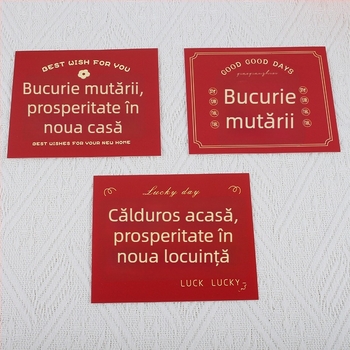 BEST WISH FOR YOU
Bucurie mutării,
prosperitate în
noua casă
BEST WISHES FOR YOUR NEW HOME
GOOD GOOD DAYS
Bucurie
mutării
Lucky day
Călduros acasă,
prosperitate în
noua locuință
LUCK LUCKY